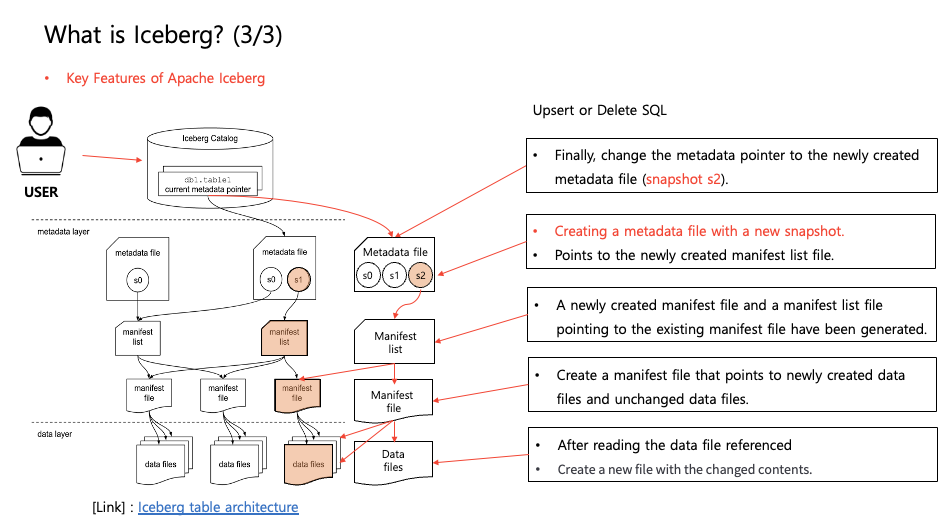 What is Iceberg? (3/3)
• Key Features of Apache Iceberg
Upsert or Delete SQL
USER
Iceberg Catalog
db1.table1
current metadata pointer
• Finally, change the metadata pointer to the newly created
metadata file (snapshot s2).
metadata layer
metadata file
s0
metadata file
s0
s1
Metadata file
s0
s1
s2
• Creating a metadata file with a new snapshot.
• Points to the newly created manifest list file.
manifest
list
manifest
list
Manifest
list
• A newly created manifest file and a manifest list file
pointing to the existing manifest file have been generated.
manifest
file
manifest
file
manifest
file
Manifest
file
• Create a manifest file that points to newly created data
files and unchanged data files.
data layer
data files
data files
data files
Data
files
• After reading the data file referenced
• Create a new file with the changed contents.
[Link] : Iceberg table architecture